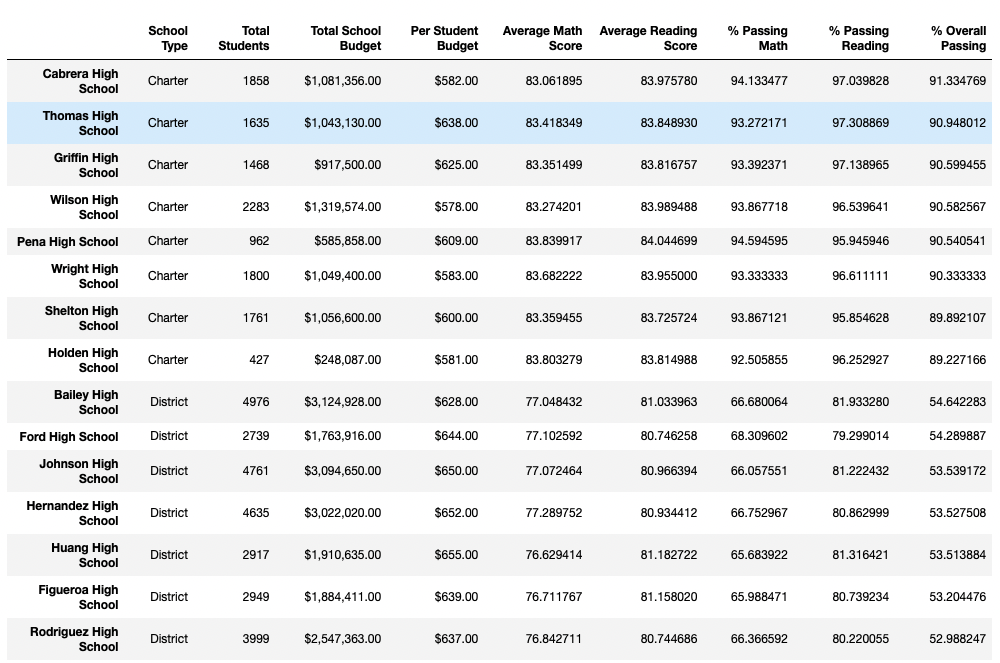 School Type Total Students Total School Budget Per Student Budget Average Math Score Average Reading Score % Passing Math % Passing Reading % Overall Passing
Cabrera High School Charter 1858 $1,081,356.00 $582.00 83.061895 83.975780 94.133477 97.039828 91.334769
Thomas High School Charter 1635 $1,043,130.00 $638.00 83.418349 83.848930 93.272171 97.308869 90.948012
Griffin High School Charter 1468 $917,500.00 $625.00 83.351499 83.816757 93.392371 97.138965 90.599455
Wilson High School Charter 2283 $1,319,574.00 $578.00 83.274201 83.989488 93.867718 96.539641 90.582567
Pena High School Charter 962 $585,858.00 $609.00 83.839917 84.044699 94.594595 95.945946 90.540541
Wright High School Charter 1800 $1,049,400.00 $583.00 83.682222 83.955000 93.333333 96.611111 90.333333
Shelton High School Charter 1761 $1,056,600.00 $600.00 83.359455 83.725724 93.867121 95.854628 89.892107
Holden High School Charter 427 $248,087.00 $581.00 83.803279 83.814988 92.505855 96.252927 89.227166
Bailey High School District 4976 $3,124,928.00 $628.00 77.048432 81.033963 66.680064 81.933280 54.642283
Ford High School District 2739 $1,763,916.00 $644.00 77.102592 80.746258 68.309602 79.299014 54.289887
Johnson High School District 4761 $3,094,650.00 $650.00 77.072464 80.966394 66.057551 81.222432 53.539172
Hernandez High School District 4635 $3,022,020.00 $652.00 77.289752 80.934412 66.752967 80.862999 53.527508
Huang High School District 2917 $1,910,635.00 $655.00 76.629414 81.182722 65.683922 81.316421 53.513884
Figueroa High School District 2949 $1,884,411.00 $639.00 76.711767 81.158020 65.988471 80.739234 53.204476
Rodriguez High School District 3999 $2,547,363.00 $637.00 76.842711 80.744686 66.366592 80.220055 52.988247